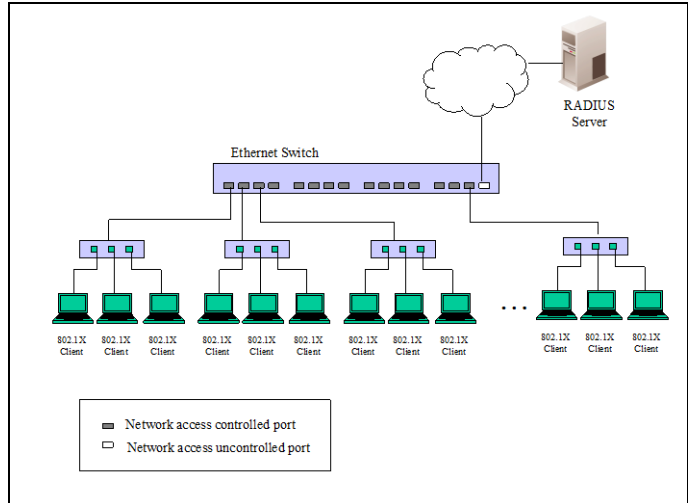 RADIUS
Server
Ethernet Switch
802.1X
Client
802.1X
Client
802.1X
Client
802.1X
Client
802.1X
Client
802.1X
Client
802.1X
Client
802.1X
Client
802.1X
Client
...
802.1X
Client
802.1X
Client
802.1X
Client
Network access controlled port
Network access uncontrolled port